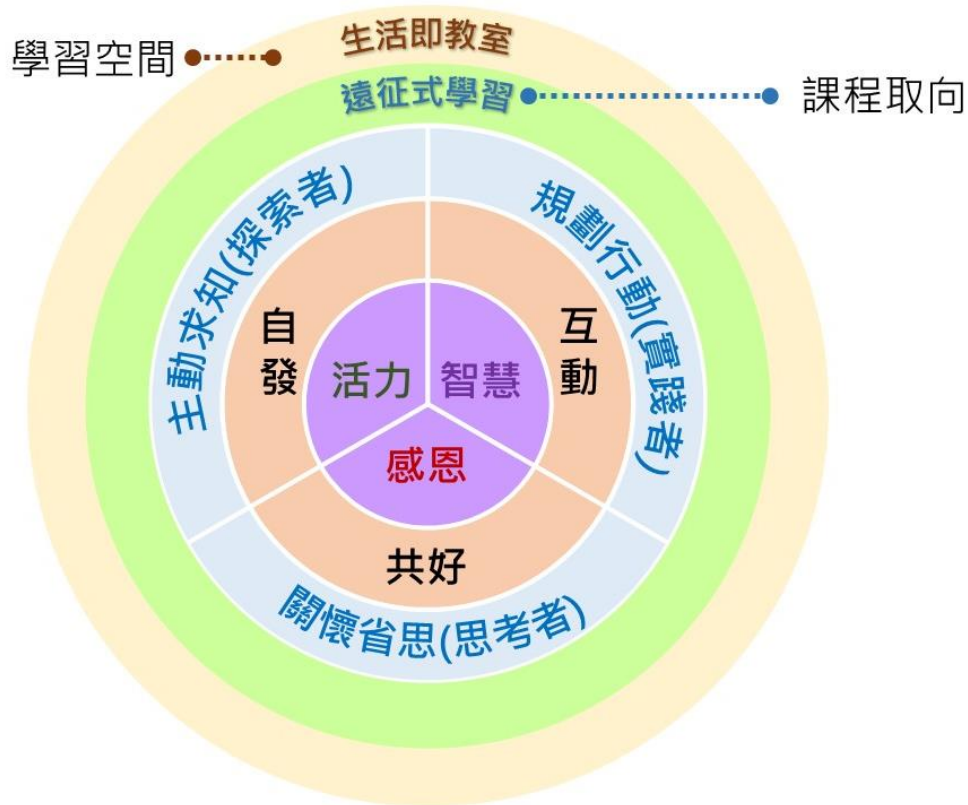 生活即教室
學習空間
遠征式學習
課程取向
主動求知(探索者)
規劃行動(實踐者)
自發
互動
活力
智慧
感恩
共好
關懷省思(思考者)